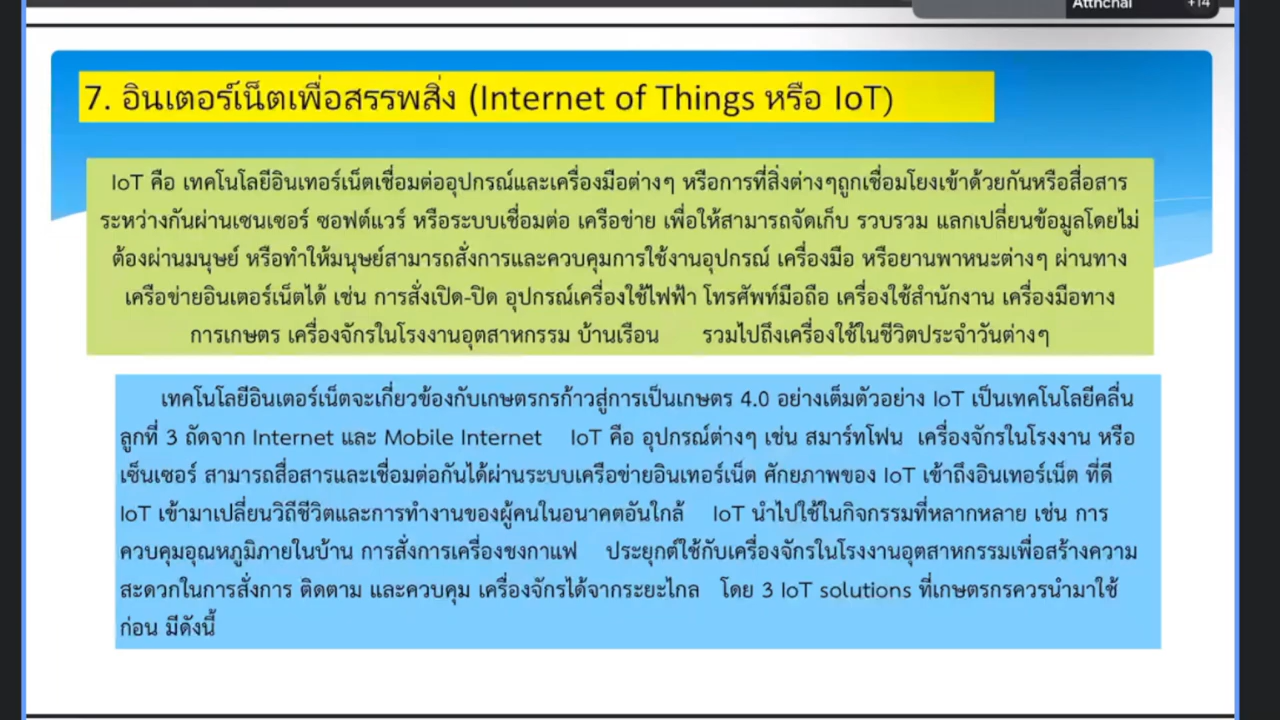 Atthchai
+14
7. อินเตอร์เน็ตเพื่อสรรพสิ่ง (Internet of Things หรือ IoT)
IoT คือ เทคโนโลยีอินเทอร์เน็ตเชื่อมต่ออุปกรณ์และเครื่องมือต่างๆ หรือการที่สิ่งต่างๆถูกเชื่อมโยงเข้าด้วยกันหรือสื่อสาร
ระหว่างกันผ่านเซนเซอร์ ซอฟต์แวร์ หรือระบบเชื่อมต่อ เครือข่าย เพื่อให้สามารถจัดเก็บ รวบรวม แลกเปลี่ยนข้อมูลโดยไม่
ต้องผ่านมนุษย์ หรือทำให้มนุษย์สามารถสั่งการและควบคุมการใช้งานอุปกรณ์ เครื่องมือ หรือยานพาหนะต่างๆ ผ่านทาง
เครือข่ายอินเตอร์เน็ตได้ เช่น การสั่งเปิด-ปิด อุปกรณ์เครื่องใช้ไฟฟ้า โทรศัพท์มือถือ เครื่องใช้สำนักงาน เครื่องมือทาง
การเกษตร เครื่องจักรในโรงงานอุตสาหกรรม บ้านเรือน รวมไปถึงเครื่องใช้ในชีวิตประจำวันต่างๆ
เทคโนโลยีอินเตอร์เน็ตจะเกี่ยวข้องกับเกษตรกรก้าวสู่การเป็นเกษตร 4.0 อย่างเต็มตัวอย่าง IoT เป็นเทคโนโลยีคลื่น
ลูกที่ 3 ถัดจาก Internet และ Mobile Internet IoT คือ อุปกรณ์ต่างๆ เช่น สมาร์ทโฟน เครื่องจักรในโรงงาน หรือ
เซ็นเซอร์ สามารถสื่อสารและเชื่อมต่อกันได้ผ่านระบบเครือข่ายอินเทอร์เน็ต ศักยภาพของ IoT เข้าถึงอินเทอร์เน็ต ที่ดี
IoT เข้ามาเปลี่ยนวิถีชีวิตและการทำงานของผู้คนในอนาคตอันใกล้ IoT นำไปใช้ในกิจกรรมที่หลากหลาย เช่น การ
ควบคุมอุณหภูมิภายในบ้าน การสั่งการเครื่องชงกาแฟ ประยุกต์ใช้กับเครื่องจักรในโรงงานอุตสาหกรรมเพื่อสร้างความ
สะดวกในการสั่งการ ติดตาม และควบคุม เครื่องจักรได้จากระยะไกล โดย 3 IoT solutions ที่เกษตรกรควรนำมาใช้
ก่อน มีดังนี้